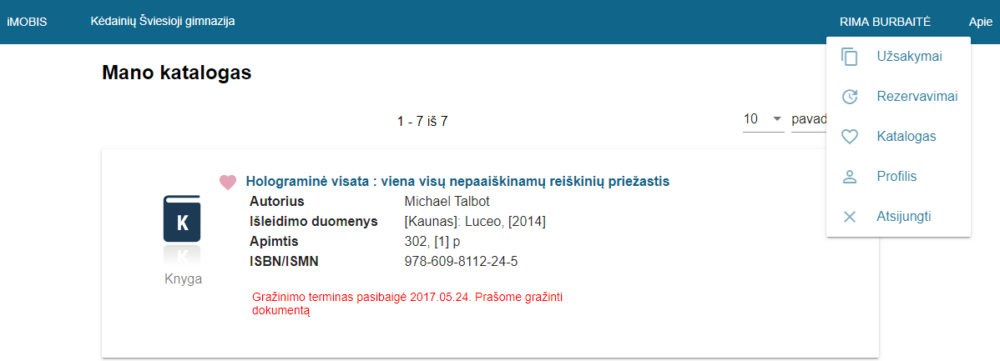 iMOBIS
Kėdainių Šviesioji gimnazija
RIMA BURBAITĖ
Apie
Užsakymai
Rezervavimai
Katalogas
Profilis
Atsijungti
Mano katalogas
1 - 7 iš 7
10
pavad
Holograminė visata : viena visų nepaaiškinamų reiškinių priežastis
Autorius Michael Talbot
Išleidimo duomenys [Kaunas]: Luceo, [2014]
Apimtis 302, [1] p
ISBN/ISMN 978-609-8112-24-5
K
Knyga
Gražinimo terminas pasibaigė 2017.05.24. Prašome gražinti
dokumentą